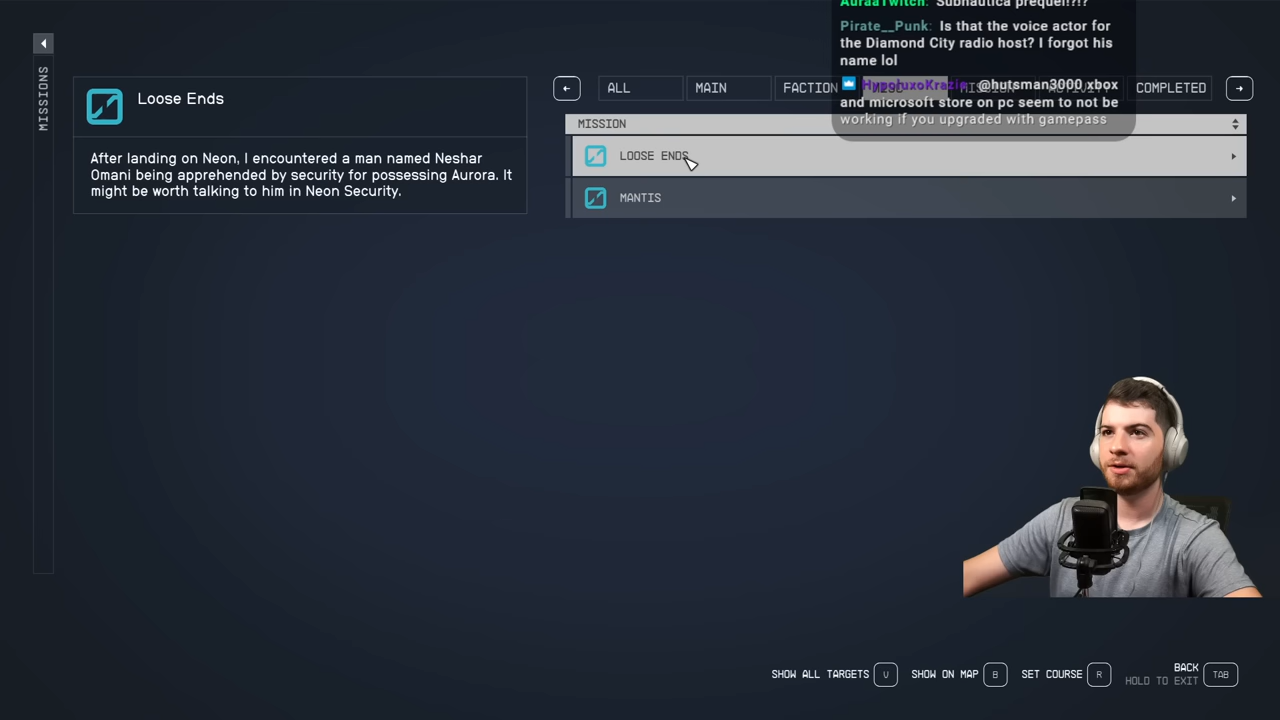 AuraaTwitch: Subnautica prequel!?!?
Pirate__Punk: Is that the voice actor for
the Diamond City radio host? I forgot his
name lol
@hutsman3000 xbox
and microsoft store on pc seem to not be
working if you upgraded with gamepass
MISSIONS
Loose Ends
After landing on Neon, I encountered a man named Neshar
Omani being apprehended by security for possessing Aurora. It
might be worth talking to him in Neon Security.
ALL MAIN FACTION COMPLETED
MISSION
LOOSE ENDS
MANTIS
SHOW ALL TARGETS V SHOW ON MAP B SET COURSE R BACK TAB
HOLD TO EXIT